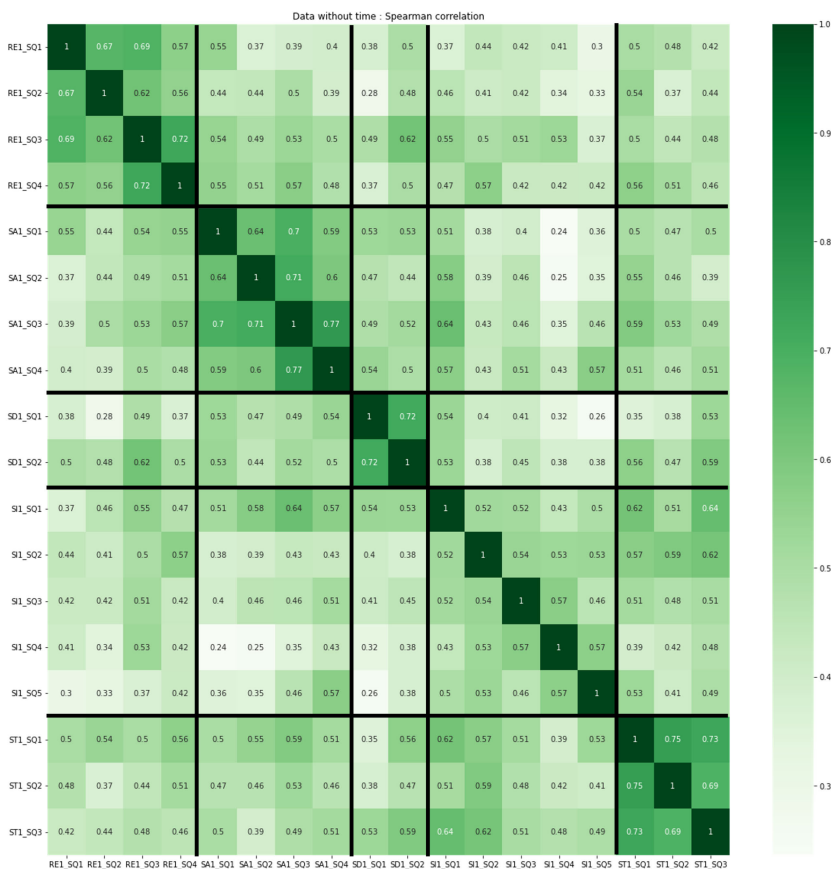 Data without time : Spearman correlation
RE1_SQ1 1 0.67 0.69 0.57 0.55 0.37 0.39 0.4 0.38 0.5 0.37 0.44 0.42 0.41 0.3 0.5 0.48 0.42
RE1_SQ2 0.67 1 0.62 0.56 0.44 0.44 0.5 0.39 0.28 0.48 0.46 0.41 0.42 0.34 0.33 0.54 0.37 0.44
RE1_SQ3 0.69 0.62 1 0.72 0.54 0.49 0.53 0.5 0.49 0.62 0.55 0.5 0.51 0.53 0.37 0.5 0.44 0.48
RE1_SQ4 0.57 0.56 0.72 1 0.55 0.51 0.57 0.48 0.37 0.5 0.47 0.57 0.42 0.42 0.42 0.56 0.51 0.46
SA1_SQ1 0.55 0.44 0.54 0.55 1 0.64 0.7 0.59 0.53 0.53 0.51 0.38 0.4 0.24 0.36 0.5 0.47 0.5
SA1_SQ2 0.37 0.44 0.49 0.51 0.64 1 0.71 0.6 0.47 0.44 0.58 0.39 0.46 0.25 0.35 0.55 0.46 0.39
SA1_SQ3 0.39 0.5 0.53 0.57 0.7 0.71 1 0.77 0.49 0.52 0.64 0.43 0.46 0.35 0.46 0.59 0.53 0.49
SA1_SQ4 0.4 0.39 0.5 0.48 0.59 0.6 0.77 1 0.54 0.5 0.57 0.43 0.51 0.43 0.57 0.51 0.46 0.51
SD1_SQ1 0.38 0.28 0.49 0.37 0.53 0.47 0.49 0.54 1 0.72 0.54 0.4 0.41 0.32 0.26 0.35 0.38 0.53
SD1_SQ2 0.5 0.48 0.62 0.5 0.53 0.44 0.52 0.5 0.72 1 0.53 0.38 0.45 0.38 0.38 0.56 0.47 0.59
SI1_SQ1 0.37 0.46 0.55 0.47 0.51 0.58 0.64 0.57 0.54 0.53 1 0.52 0.52 0.43 0.5 0.62 0.51 0.64
SI1_SQ2 0.44 0.41 0.5 0.57 0.38 0.39 0.43 0.43 0.4 0.38 0.52 1 0.54 0.53 0.53 0.57 0.59 0.62
SI1_SQ3 0.42 0.42 0.51 0.42 0.4 0.46 0.46 0.51 0.41 0.45 0.52 0.54 1 0.57 0.46 0.51 0.48 0.51
SI1_SQ4 0.41 0.34 0.53 0.42 0.24 0.25 0.35 0.43 0.32 0.38 0.43 0.53 0.57 1 0.57 0.39 0.42 0.48
SI1_SQ5 0.3 0.33 0.37 0.42 0.36 0.35 0.46 0.57 0.26 0.38 0.5 0.53 0.46 0.57 1 0.53 0.41 0.49
ST1_SQ1 0.5 0.54 0.5 0.56 0.5 0.55 0.59 0.51 0.35 0.56 0.62 0.57 0.51 0.39 0.53 1 0.75 0.73
ST1_SQ2 0.48 0.37 0.44 0.51 0.47 0.46 0.53 0.46 0.38 0.47 0.51 0.59 0.48 0.42 0.41 0.75 1 0.69
ST1_SQ3 0.42 0.44 0.48 0.46 0.5 0.39 0.49 0.51 0.53 0.59 0.64 0.62 0.51 0.48 0.49 0.73 0.69 1
RE1_SQ1 RE1_SQ2 RE1_SQ3 RE1_SQ4 SA1_SQ1 SA1_SQ2 SA1_SQ3 SA1_SQ4 SD1_SQ1 SD1_SQ2 SI1_SQ1 SI1_SQ2 SI1_SQ3 SI1_SQ4 SI1_SQ5 ST1_SQ1 ST1_SQ2 ST1_SQ3
1.0
0.9
0.8
0.7
0.6
0.5
0.4
0.3